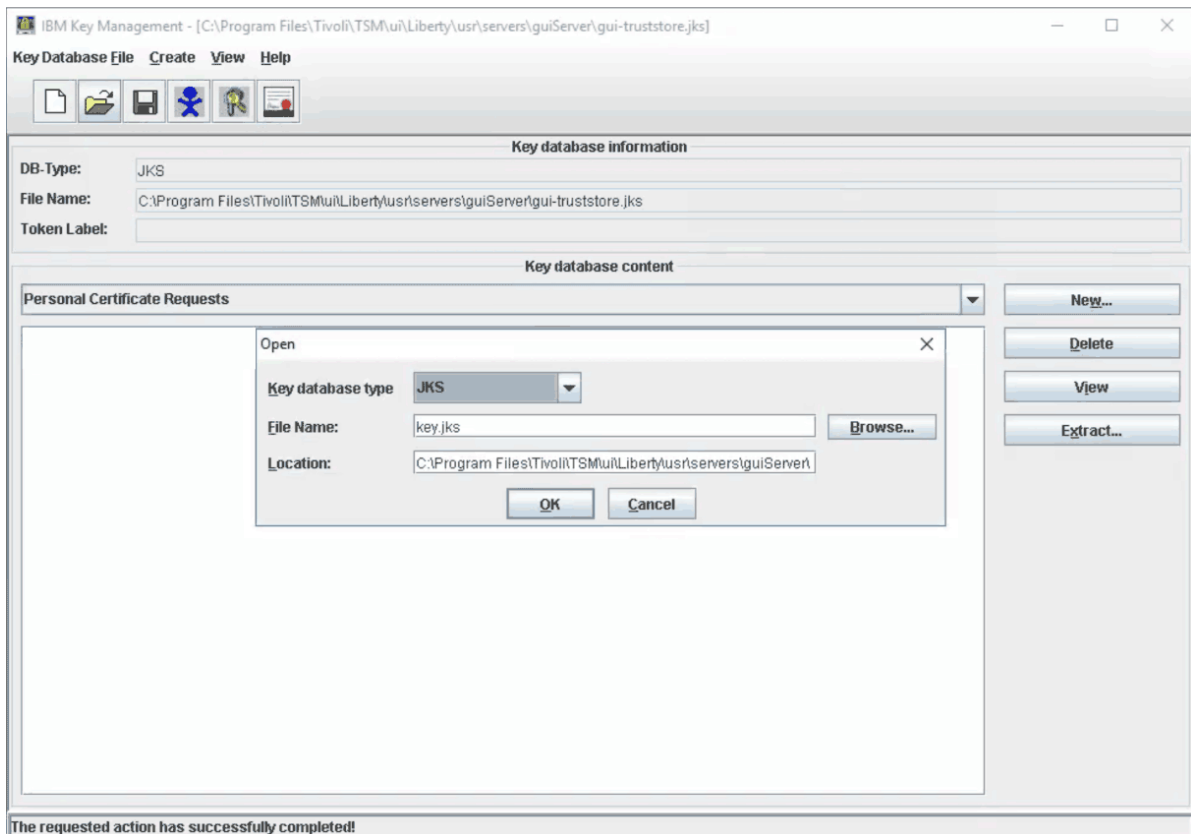 IBM Key Management - [C:\Program Files\Tivoli\TSM\ui\Liberty\usr\servers\guiServer\gui-truststore.jks]
Key Database File Create View Help
Key database information
DB-Type: JKS
File Name: C:\Program Files\Tivoli\TSM\ui\Liberty\usr\servers\guiServer\gui-truststore.jks
Token Label:
Key database content
Personal Certificate Requests
New...
Delete
View
Extract...
Open
Key database type JKS
File Name: key.jks Browse...
Location: C:\Program Files\Tivoli\TSM\ui\Liberty\usr\servers\guiServer\
OK Cancel
The requested action has successfully completed!